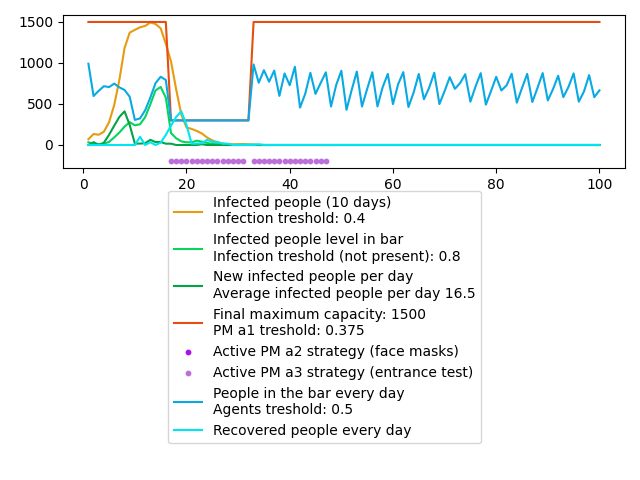 1500
1000
500
0
0 20 40 60 80 100
Infected people (10 days)
Infection treshold: 0.4
Infected people level in bar
Infection treshold (not present): 0.8
New infected people per day
Average infected people per day 16.5
Final maximum capacity: 1500
PM a1 treshold: 0.375
Active PM a2 strategy (face masks)
Active PM a3 strategy (entrance test)
People in the bar every day
Agents treshold: 0.5
Recovered people every day